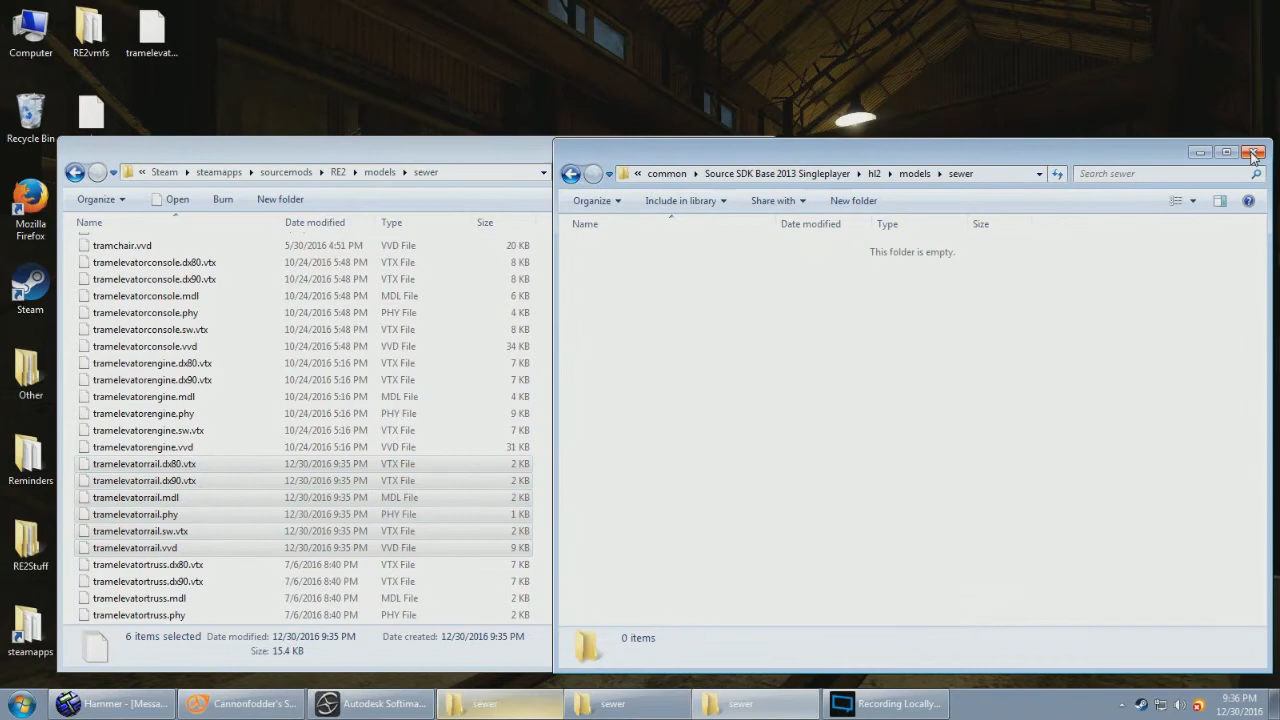 Computer
RE2vmfs
tramelevat...
Recycle Bin
Mozilla
Firefox
Steam
Other
Reminders
RE2Stuff
steamapps
« Steam ▸ steamapps ▸ sourcemods ▸ RE2 ▸ models ▸ sewer
Organize Open Burn New folder
Name Date modified Type Size
tramchair.vvd 5/30/2016 4:51 PM VVD File 20 KB
tramelevatorconsole.dx80.vtx 10/24/2016 5:48 PM VTX File 8 KB
tramelevatorconsole.dx90.vtx 10/24/2016 5:48 PM VTX File 8 KB
tramelevatorconsole.mdl 10/24/2016 5:48 PM MDL File 6 KB
tramelevatorconsole.phy 10/24/2016 5:48 PM PHY File 4 KB
tramelevatorconsole.sw.vtx 10/24/2016 5:48 PM VTX File 8 KB
tramelevatorconsole.vvd 10/24/2016 5:48 PM VVD File 34 KB
tramelevatorengine.dx80.vtx 10/24/2016 5:16 PM VTX File 7 KB
tramelevatorengine.dx90.vtx 10/24/2016 5:16 PM VTX File 7 KB
tramelevatorengine.mdl 10/24/2016 5:16 PM MDL File 4 KB
tramelevatorengine.phy 10/24/2016 5:16 PM PHY File 9 KB
tramelevatorengine.sw.vtx 10/24/2016 5:16 PM VTX File 7 KB
tramelevatorengine.vvd 10/24/2016 5:16 PM VVD File 31 KB
tramelevatorrail.dx80.vtx 12/30/2016 9:35 PM VTX File 2 KB
tramelevatorrail.dx90.vtx 12/30/2016 9:35 PM VTX File 2 KB
tramelevatorrail.mdl 12/30/2016 9:35 PM MDL File 2 KB
tramelevatorrail.phy 12/30/2016 9:35 PM PHY File 1 KB
tramelevatorrail.sw.vtx 12/30/2016 9:35 PM VTX File 2 KB
tramelevatorrail.vvd 12/30/2016 9:35 PM VVD File 9 KB
tramelevatortruss.dx80.vtx 7/6/2016 8:40 PM VTX File 7 KB
tramelevatortruss.dx90.vtx 7/6/2016 8:40 PM VTX File 7 KB
tramelevatortruss.mdl 7/6/2016 8:40 PM MDL File 2 KB
tramelevatortruss.phy 7/6/2016 8:40 PM PHY File 2 KB
6 items selected Date modified: 12/30/2016 9:35 PM Date created: 12/30/2016 9:35 PM
Size: 15.4 KB
« common ▸ Source SDK Base 2013 Singleplayer ▸ hl2 ▸ models ▸ sewer
Search sewer
Organize Include in library Share with New folder
Name Date modified Type Size
This folder is empty.
0 items
Hammer - [Messa...
Cannonfodder's S...
Autodesk Softima...
sewer
sewer
sewer
Recording Locally...
9:36 PM
12/30/2016